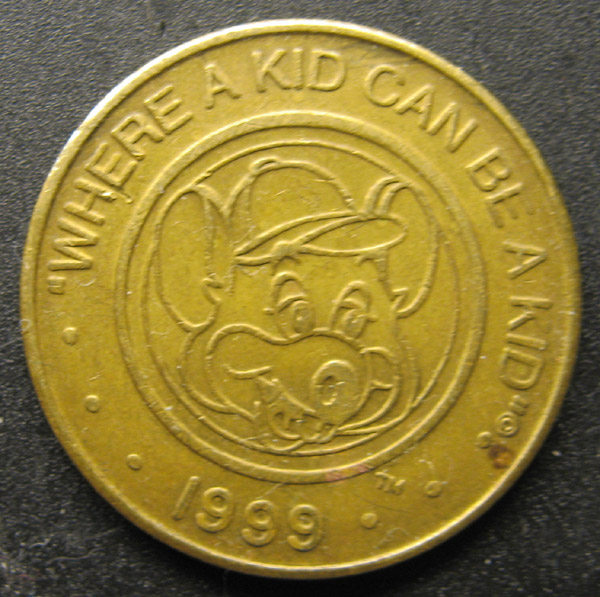 "WHERE A KID CAN BE A KID"®
TM
1999